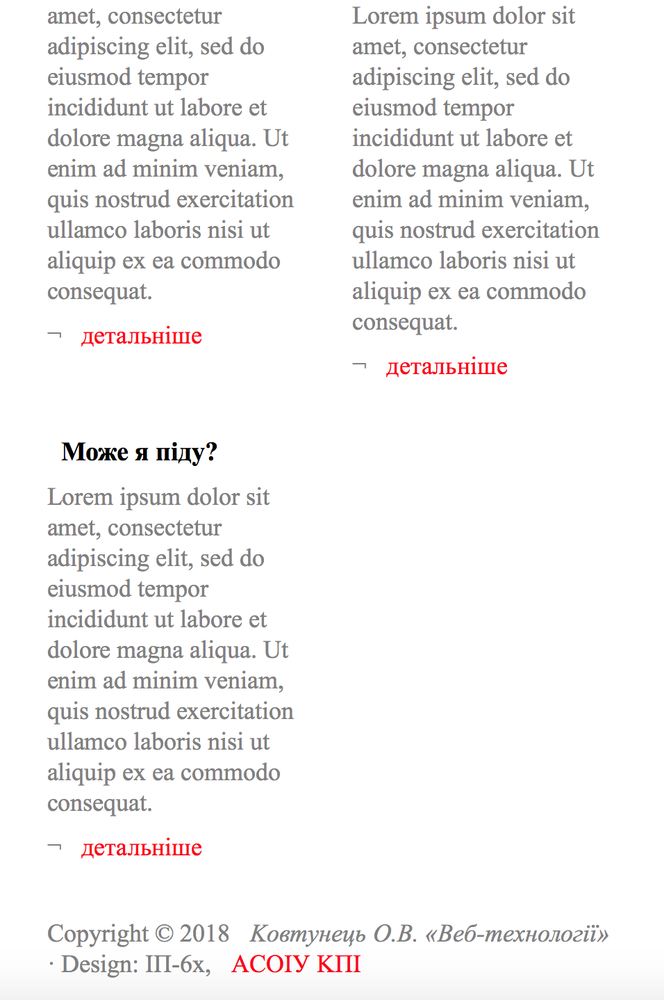 amet, consectetur
adipiscing elit, sed do
eiusmod tempor
incididunt ut labore et
dolore magna aliqua. Ut
enim ad minim veniam,
quis nostrud exercitation
ullamco laboris nisi ut
aliquip ex ea commodo
consequat.
¬ детальніше
Lorem ipsum dolor sit
amet, consectetur
adipiscing elit, sed do
eiusmod tempor
incididunt ut labore et
dolore magna aliqua. Ut
enim ad minim veniam,
quis nostrud exercitation
ullamco laboris nisi ut
aliquip ex ea commodo
consequat.
¬ детальніше
Може я піду?
Lorem ipsum dolor sit
amet, consectetur
adipiscing elit, sed do
eiusmod tempor
incididunt ut labore et
dolore magna aliqua. Ut
enim ad minim veniam,
quis nostrud exercitation
ullamco laboris nisi ut
aliquip ex ea commodo
consequat.
¬ детальніше
Copyright © 2018 Ковтунець О.В. «Веб-технології»
· Design: ІП-6х, АСОІУ КПІ